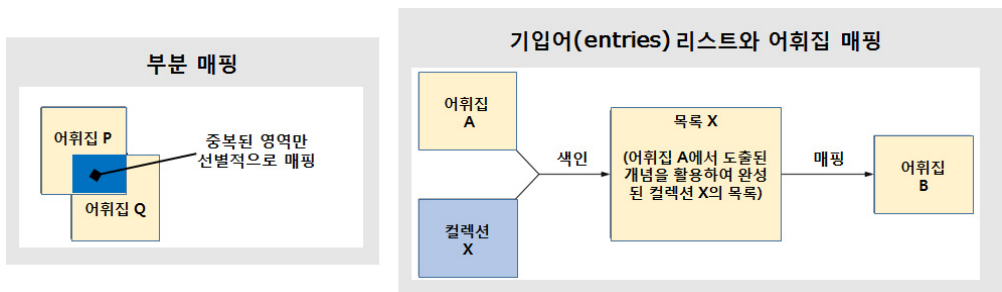 부분 매핑
어휘집 P
중복된 영역만
선별적으로 매핑
어휘집 Q
기입어(entries) 리스트와 어휘집 매핑
어휘집
A
컬렉션
X
색인
목록 X
(어휘집 A에서 도출된
개념을 활용하여 완성
된 컬렉션 X의 목록)
매핑
어휘집
B